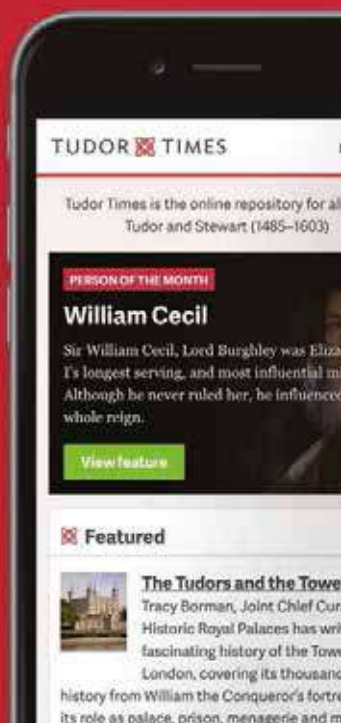 TUDOR TIMES
Tudor Times is the online repository for al
Tudor and Stewart (1485–1603)
PERSON OF THE MONTH
William Cecil
Sir William Cecil, Lord Burghley was Eliza
I's longest serving, and most influential mi
Although he never ruled her, he influenced
whole reign.
View feature
Featured
The Tudors and the Towe
Tracy Borman, Joint Chief Cur
Historic Royal Palaces has wri
fascinating history of the Towe
London, covering its thousand
history from William the Conqueror's fortre
its role as palace, prison, menagerie and m